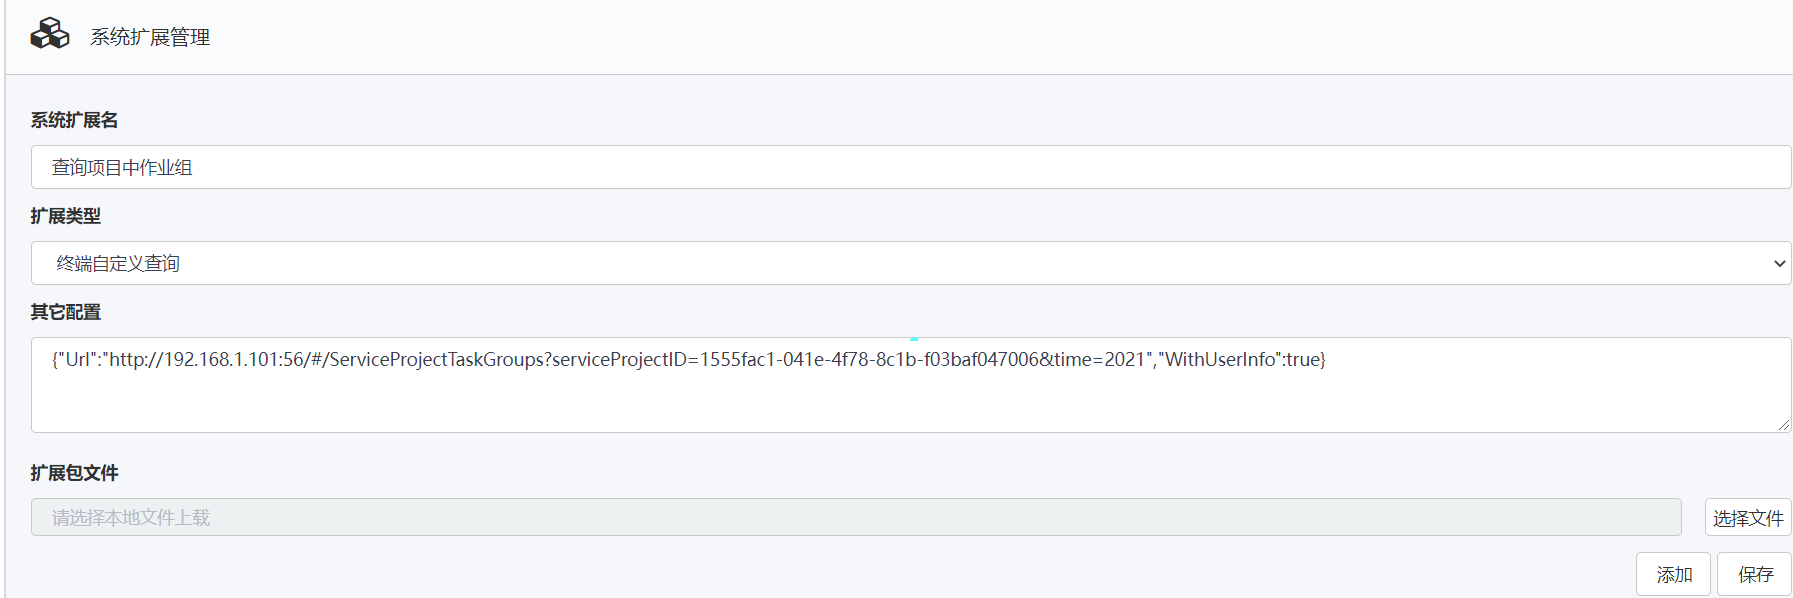 系统扩展管理
系统扩展名
查询项目中作业组
扩展类型
终端自定义查询
其它配置
{"Url":"http://192.168.1.101:56/#/ServiceProjectTaskGroups?serviceProjectID=1555fac1-041e-4f78-8c1b-f03baf047006&time=2021","WithUserInfo":true}
扩展包文件
请选择本地文件上载
选择文件
添加
保存